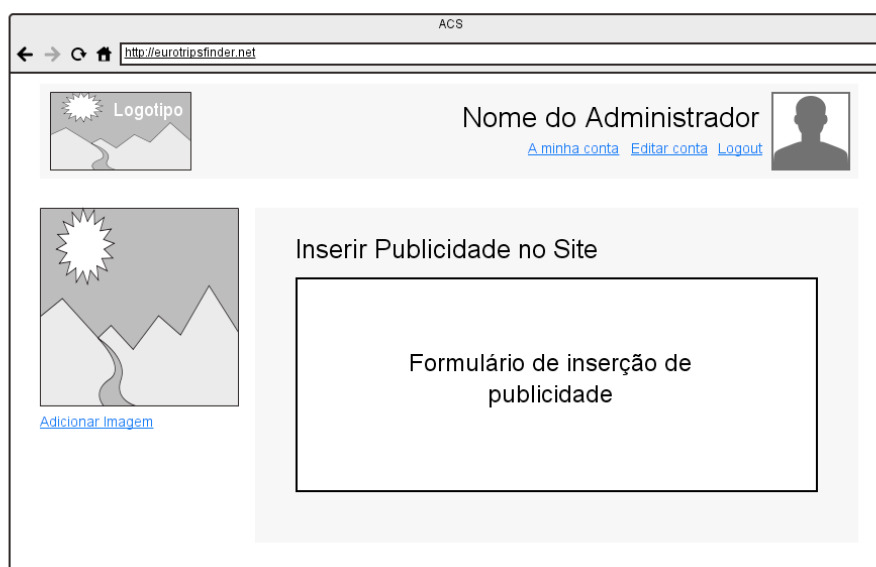 ACS
http://eurotripsfinder.net
Logotipo
Nome do Administrador
A minha conta Editar conta Logout
Inserir Publicidade no Site
Formulário de inserção de
publicidade
Adicionar Imagem